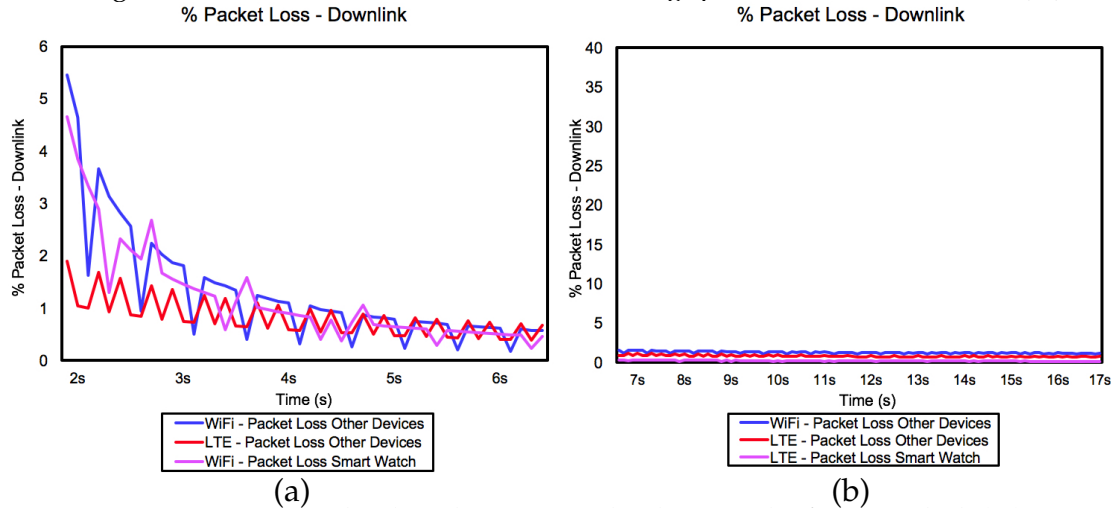 % Packet Loss - Downlink
% Packet Loss - Downlink
6
5
4
3
2
1
0
% Packet Loss - Downlink
2s 3s 4s 5s 6s
Time (s)
WiFi - Packet Loss Other Devices
LTE - Packet Loss Other Devices
WiFi - Packet Loss Smart Watch
(a)
40
35
30
25
20
15
10
5
0
% Packet Loss - Downlink
7s 8s 9s 10s 11s 12s 13s 14s 15s 16s 17s
Time (s)
WiFi - Packet Loss Other Devices
LTE - Packet Loss Other Devices
LTE - Packet Loss Smart Watch
(b)